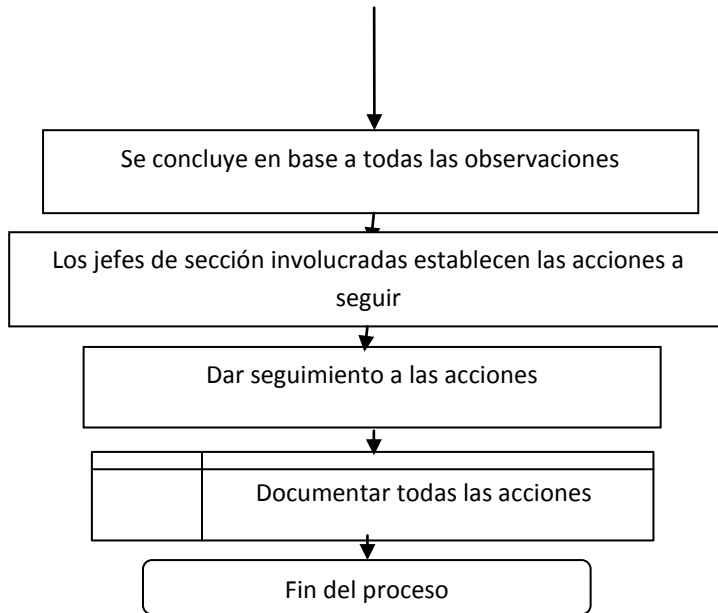 Se concluye en base a todas las observaciones
Los jefes de sección involucradas establecen las acciones a
seguir
Dar seguimiento a las acciones
Documentar todas las acciones
Fin del proceso